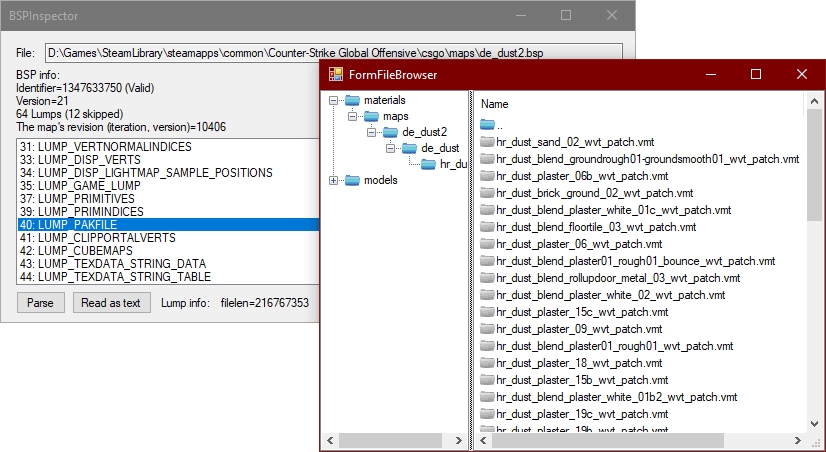 BSPInspector
File: D:\Games\SteamLibrary\steamapps\common\Counter-Strike Global Offensive\csgo\maps\de_dust2.bsp
BSP info:
Identifier=1347633750 (Valid)
Version=21
64 Lumps (12 skipped)
The map's revision (iteration, version)=10406
31: LUMP_VERTNORMALINDICES
33: LUMP_DISP_VERTS
34: LUMP_DISP_LIGHTMAP_SAMPLE_POSITIONS
35: LUMP_GAME_LUMP
37: LUMP_PRIMITIVES
39: LUMP_PRIMINDICES
40: LUMP_PAKFILE
41: LUMP_CLIPPORTALVERTS
42: LUMP_CUBEMAPS
43: LUMP_TEXDATA_STRING_DATA
44: LUMP_TEXDATA_STRING_TABLE
Parse
Read as text
Lump info: filelen=216767353
FormFileBrowser
materials
maps
de_dust2
de_dust
hr_du
models
Name
..
hr_dust_sand_02_wvt_patch.vmt
hr_dust_blend_groundrough01-groundsmooth01_wvt_patch.vmt
hr_dust_plaster_06b_wvt_patch.vmt
hr_dust_brick_ground_02_wvt_patch.vmt
hr_dust_blend_plaster_white_01c_wvt_patch.vmt
hr_dust_blend_floortile_03_wvt_patch.vmt
hr_dust_plaster_06_wvt_patch.vmt
hr_dust_blend_plaster01_rough01_bounce_wvt_patch.vmt
hr_dust_blend_rollupdoor_metal_03_wvt_patch.vmt
hr_dust_blend_plaster_white_02_wvt_patch.vmt
hr_dust_plaster_15c_wvt_patch.vmt
hr_dust_plaster_09_wvt_patch.vmt
hr_dust_blend_plaster01_rough01_wvt_patch.vmt
hr_dust_plaster_18_wvt_patch.vmt
hr_dust_plaster_15b_wvt_patch.vmt
hr_dust_blend_plaster_white_01b2_wvt_patch.vmt
hr_dust_plaster_19c_wvt_patch.vmt
hr_dust_plaster_19b_wvt_patch.vmt